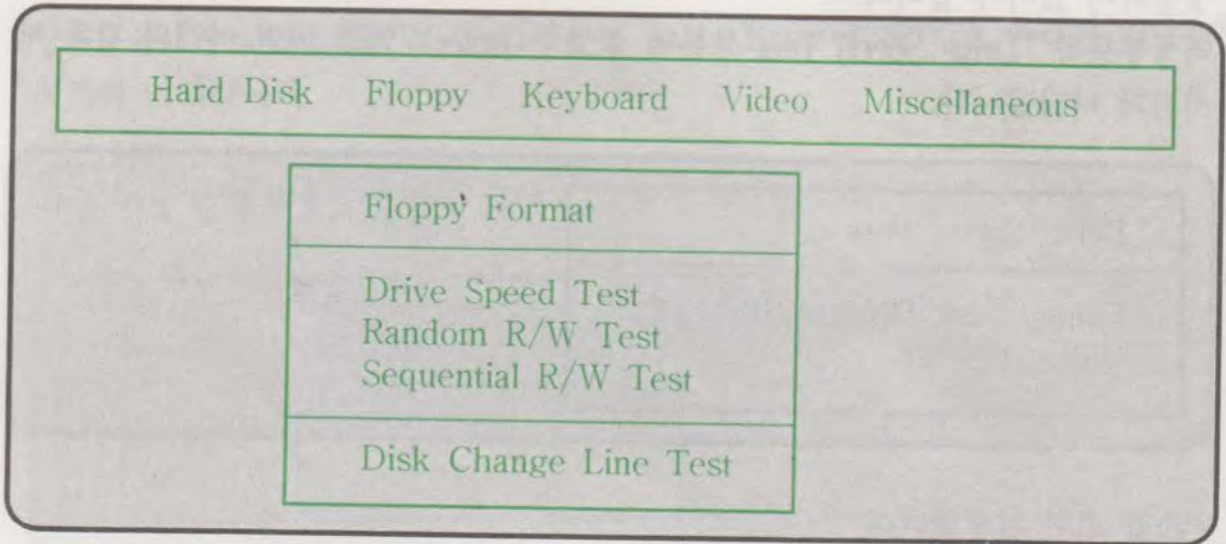 Hard Disk Floppy Keyboard Video Miscellaneous
Floppy Format
Drive Speed Test
Random R/W Test
Sequential R/W Test
Disk Change Line Test